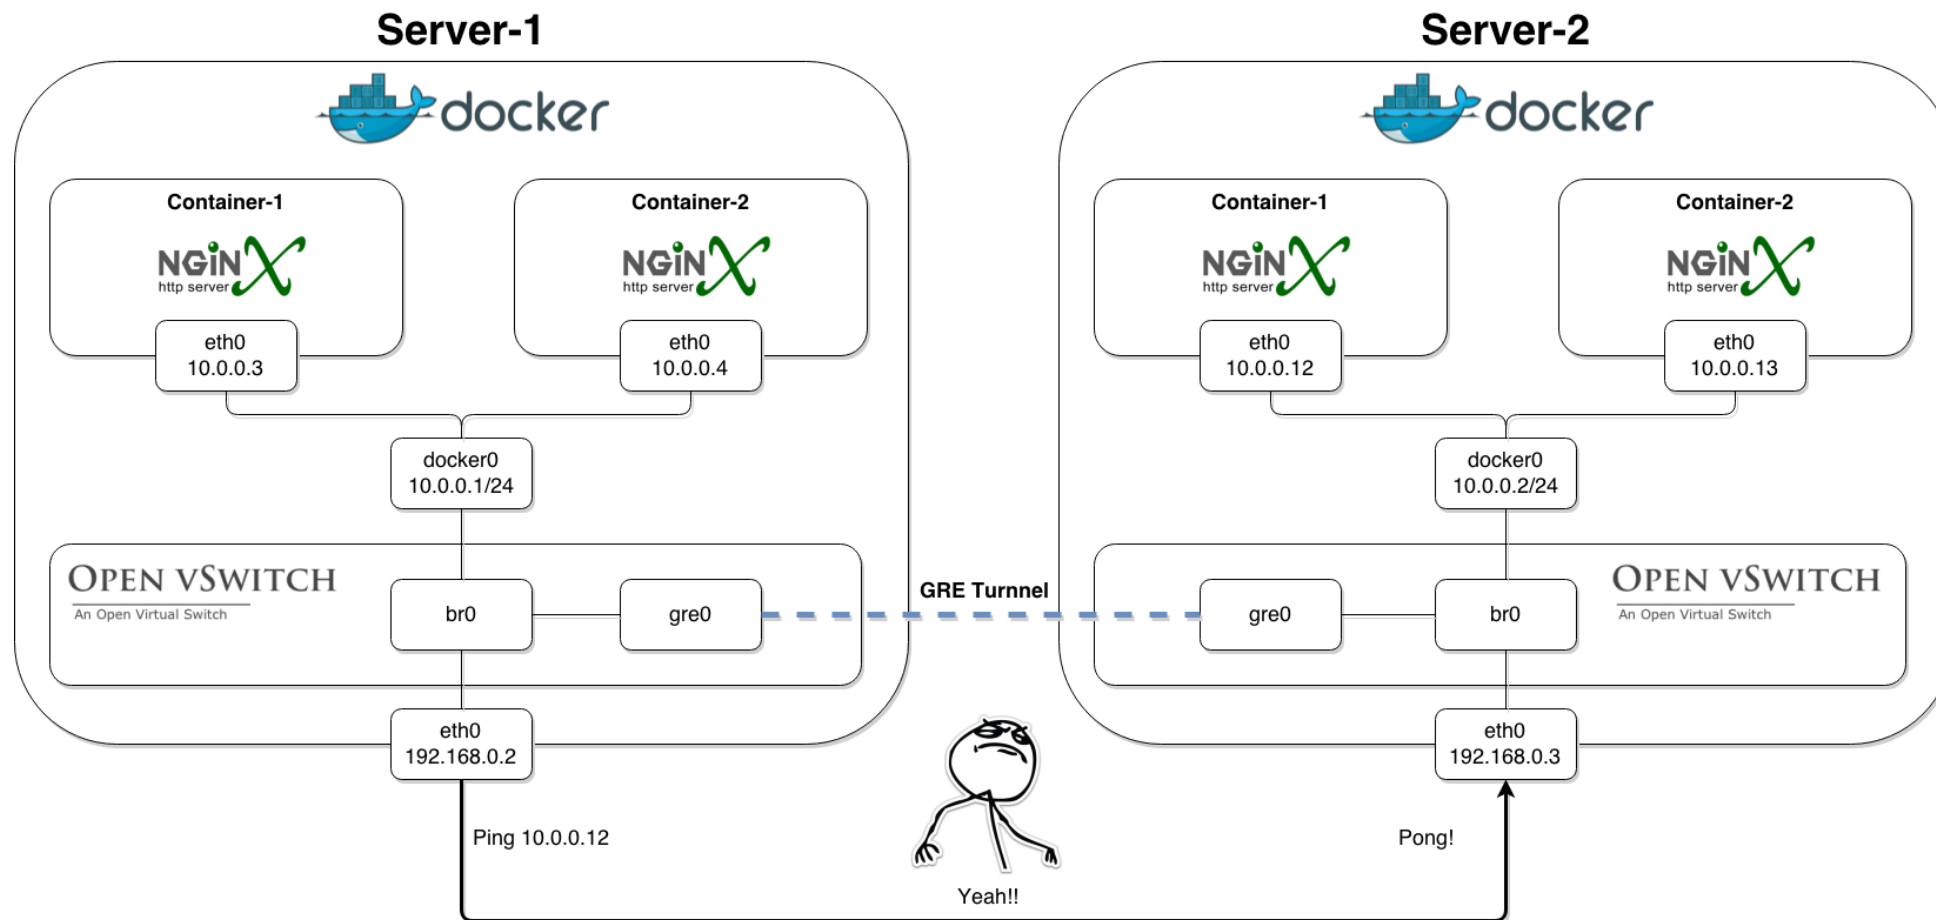 Server-1
docker
Container-1
NGiNX
http server
eth0
10.0.0.3
Container-2
NGiNX
http server
eth0
10.0.0.4
docker0
10.0.0.1/24
OPEN VSWITCH
An Open Virtual Switch
br0
gre0
eth0
192.168.0.2
Ping 10.0.0.12
GRE Turnnel
Yeah!!
Server-2
docker
Container-1
NGiNX
http server
eth0
10.0.0.12
Container-2
NGiNX
http server
eth0
10.0.0.13
docker0
10.0.0.2/24
gre0
br0
OPEN VSWITCH
An Open Virtual Switch
eth0
192.168.0.3
Pong!